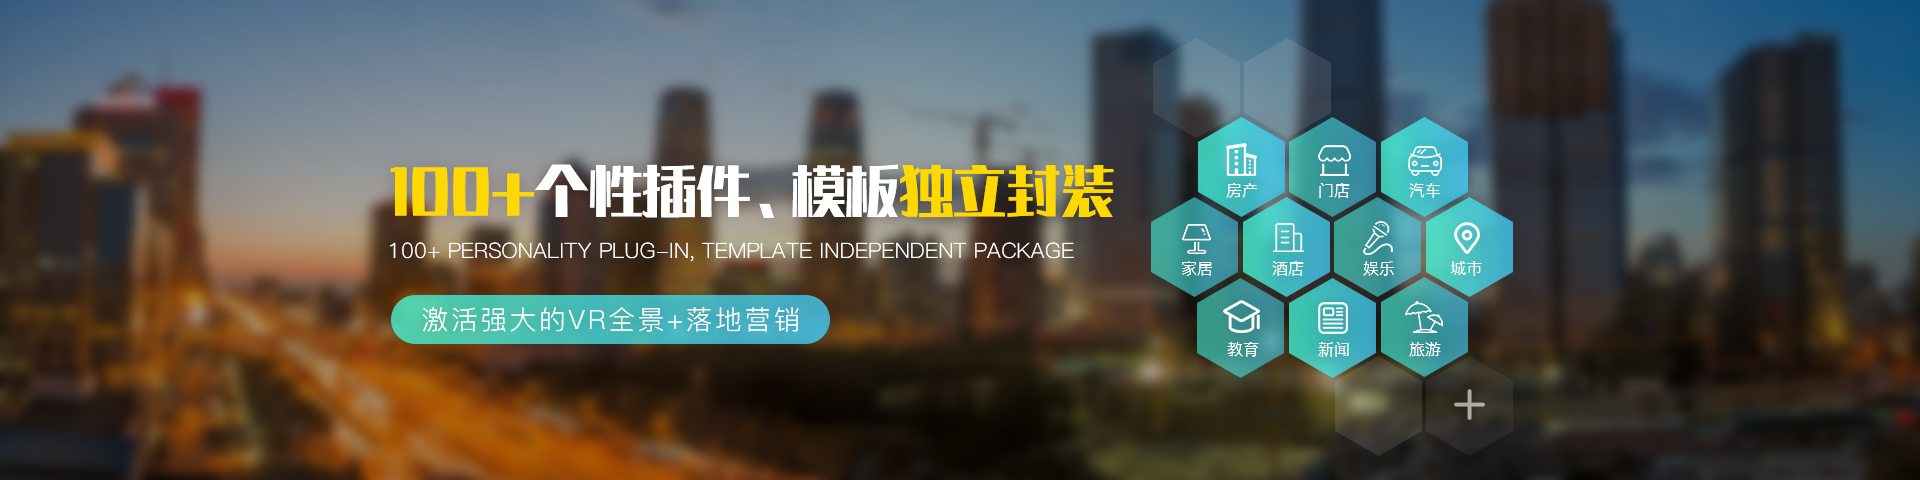 100+个性插件、模板独立封装
100+ PERSONALITY PLUG-IN, TEMPLATE INDEPENDENT PACKAGE
激活强大的VR全景+落地营销
房产
门店
汽车
家居
酒店
娱乐
城市
教育
新闻
旅游